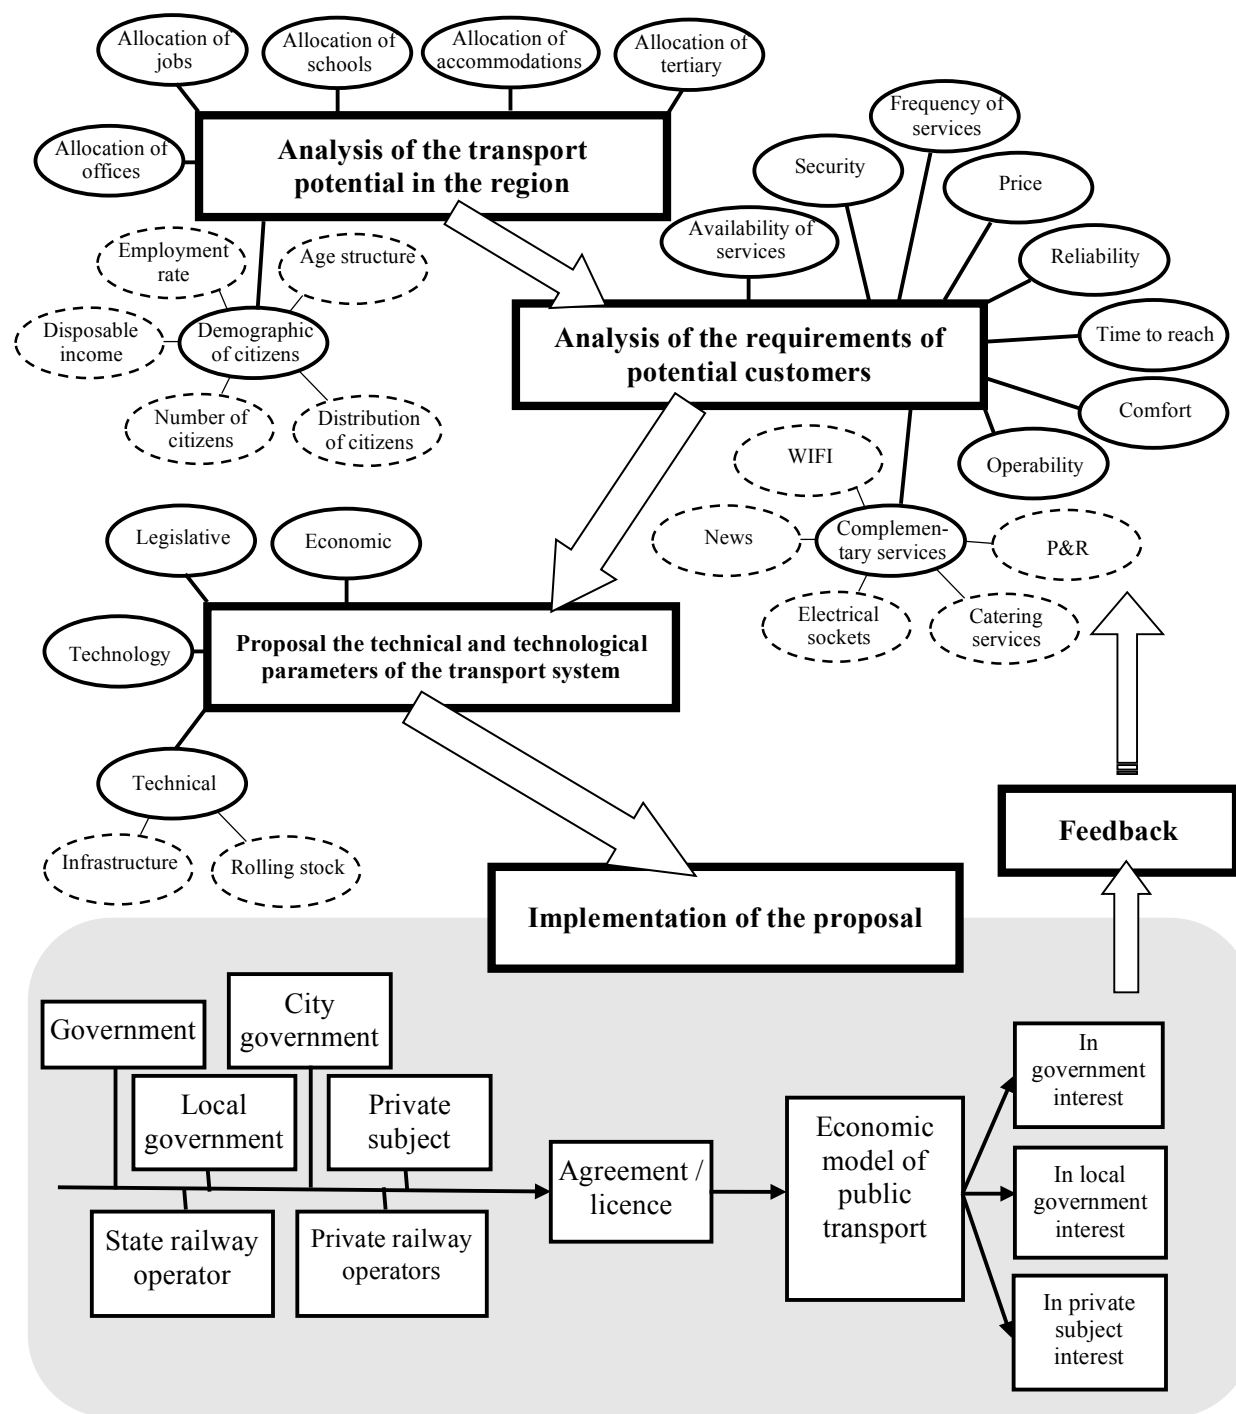 Allocation of
jobs
Allocation of
schools
Allocation of
accommodations
Allocation of
tertiary
Allocation of
offices
Analysis of the transport
potential in the region
Frequency of
services
Security
Price
Availability of
services
Reliability
Time to reach
Comfort
Operability
Employment
rate
Age structure
Disposable
income
Demographic
of citizens
Number of
citizens
Distribution
of citizens
Analysis of the requirements of
potential customers
WIFI
News
Complemen-
tary services
P&R
Electrical
sockets
Catering
services
Legislative
Economic
Technology
Proposal the technical and technological
parameters of the transport system
Technical
Infrastructure
Rolling stock
Feedback
Implementation of the proposal
Government
City
government
Local
government
Private
subject
State railway
operator
Private railway
operators
Agreement /
licence
Economic
model of
public
transport
In
government
interest
In local
government
interest
In private
subject
interest